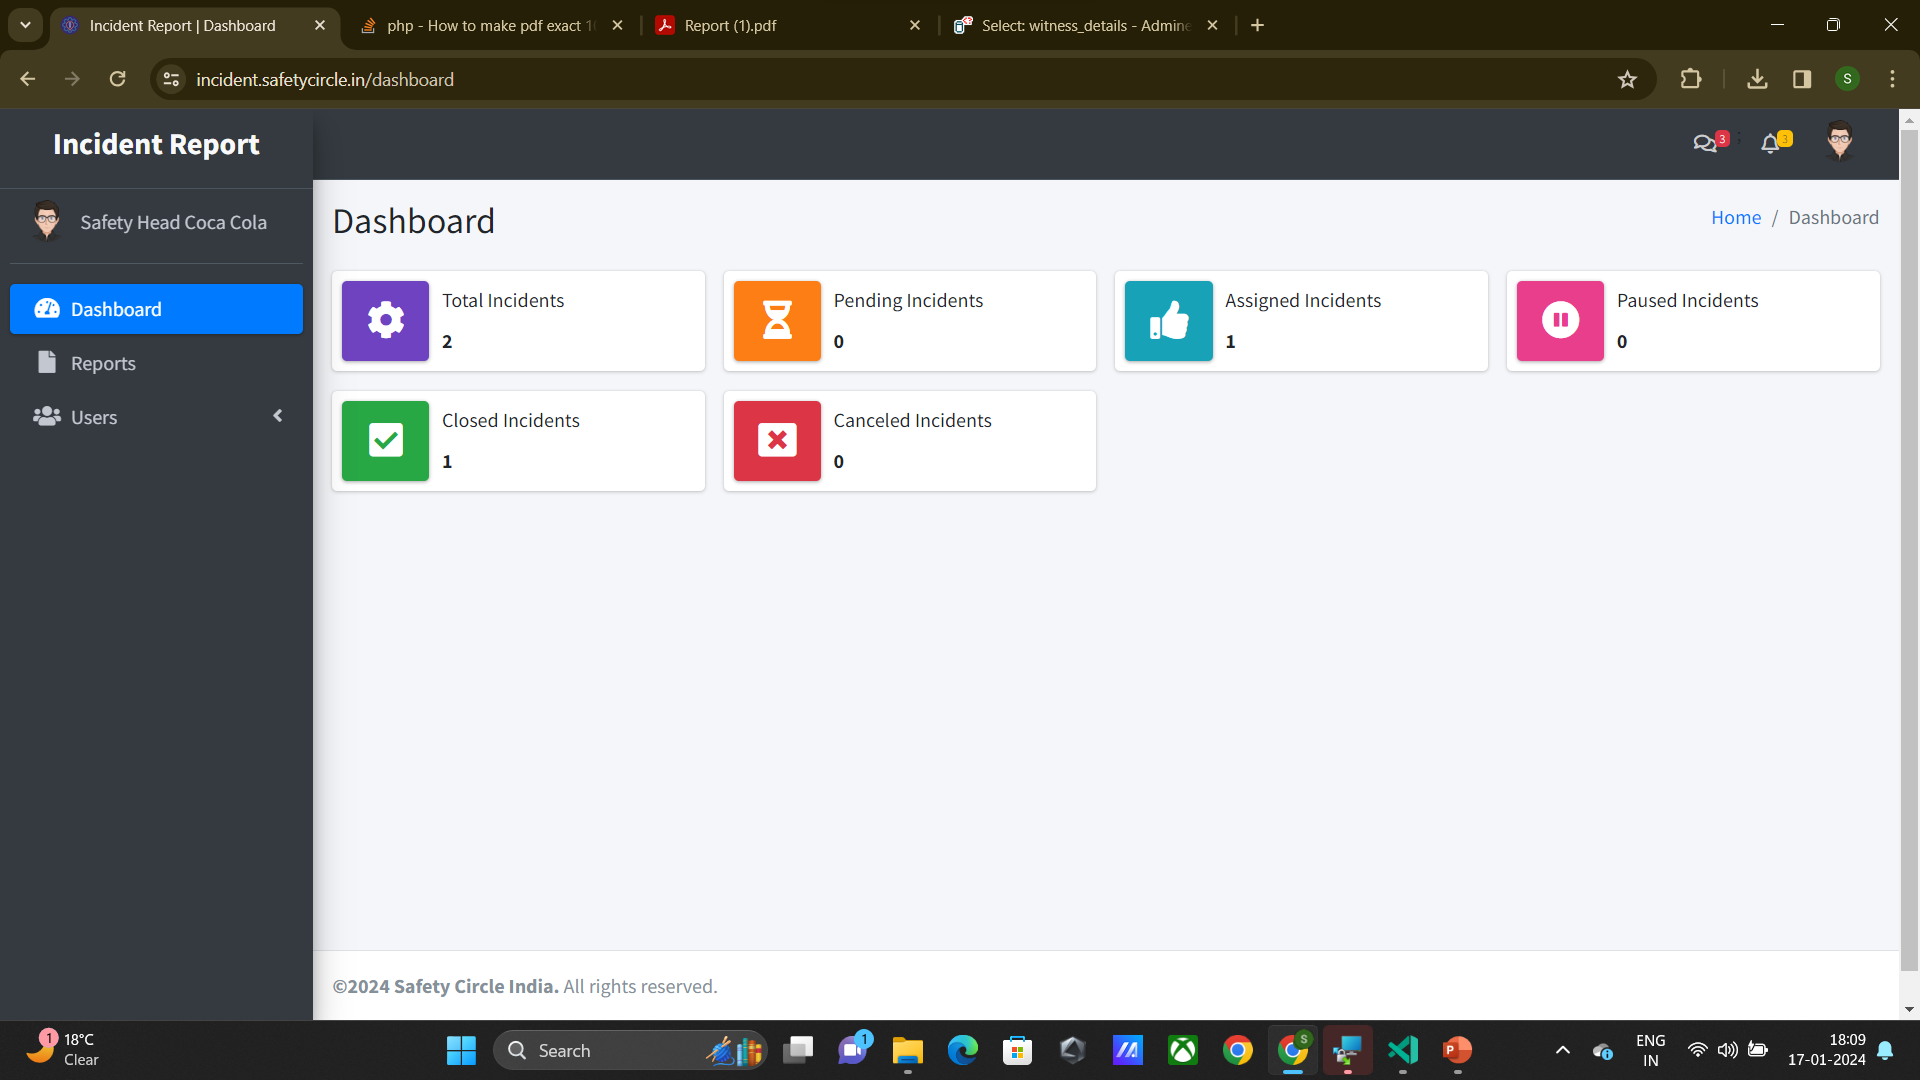 Incident Report | Dashboard
php - How to make pdf exact
Report (1).pdf
Select: witness_details - Admine
incident.safetycircle.in/dashboard
S
Incident Report
3
3
Safety Head Coca Cola
Dashboard
Home / Dashboard
Dashboard
Reports
Users
Total Incidents
2
Pending Incidents
0
Assigned Incidents
1
Paused Incidents
0
Closed Incidents
1
Canceled Incidents
0
©2024 Safety Circle India. All rights reserved.
1
18°C
Clear
Search
1
S
P
ENG
IN
18:09
17-01-2024